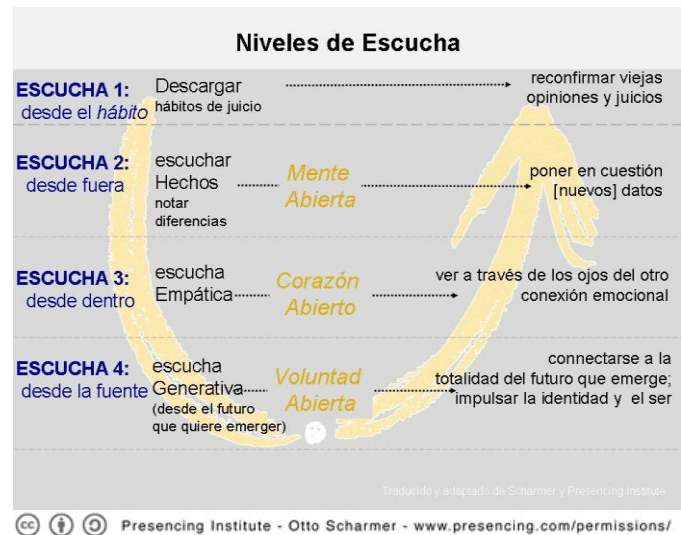 Niveles de Escucha
ESCUCHA 1:
desde el hábito
Descargar
hábitos de juicio
reconfirmar viejas
opiniones y juicios
ESCUCHA 2:
desde fuera
escuchar
Hechos
notar
diferencias
Mente
Abierta
poner en cuestión
[nuevos] datos
ESCUCHA 3:
desde dentro
escucha
Empática
Corazón
Abierto
ver a través de los ojos del otro
conexión emocional
ESCUCHA 4:
desde la fuente
escucha
Generativa
(desde el futuro
que quiere emerger)
Voluntad
Abierta
connectarse a la
totalidad del futuro que emerge;
impulsar la identidad y el ser
Traducido y adaptado de Scharmer y Presencing Institute
cc Presencing Institute - Otto Scharmer - www.presencing.com/permissions/